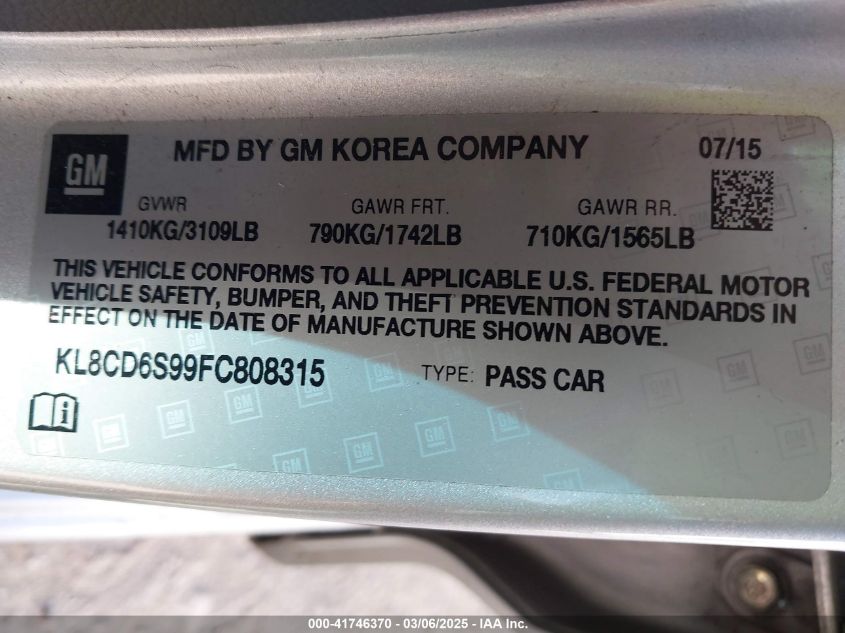 GM
MFD BY GM KOREA COMPANY 07/15
GVWR GAWR FRT. GAWR RR.
1410KG/3109LB 790KG/1742LB 710KG/1565LB
THIS VEHICLE CONFORMS TO ALL APPLICABLE U.S. FEDERAL MOTOR
VEHICLE SAFETY, BUMPER, AND THEFT PREVENTION STANDARDS IN
EFFECT ON THE DATE OF MANUFACTURE SHOWN ABOVE.
KL8CD6S99FC808315 TYPE: PASS CAR
000-41746370 - 03/06/2025 - IAA Inc.